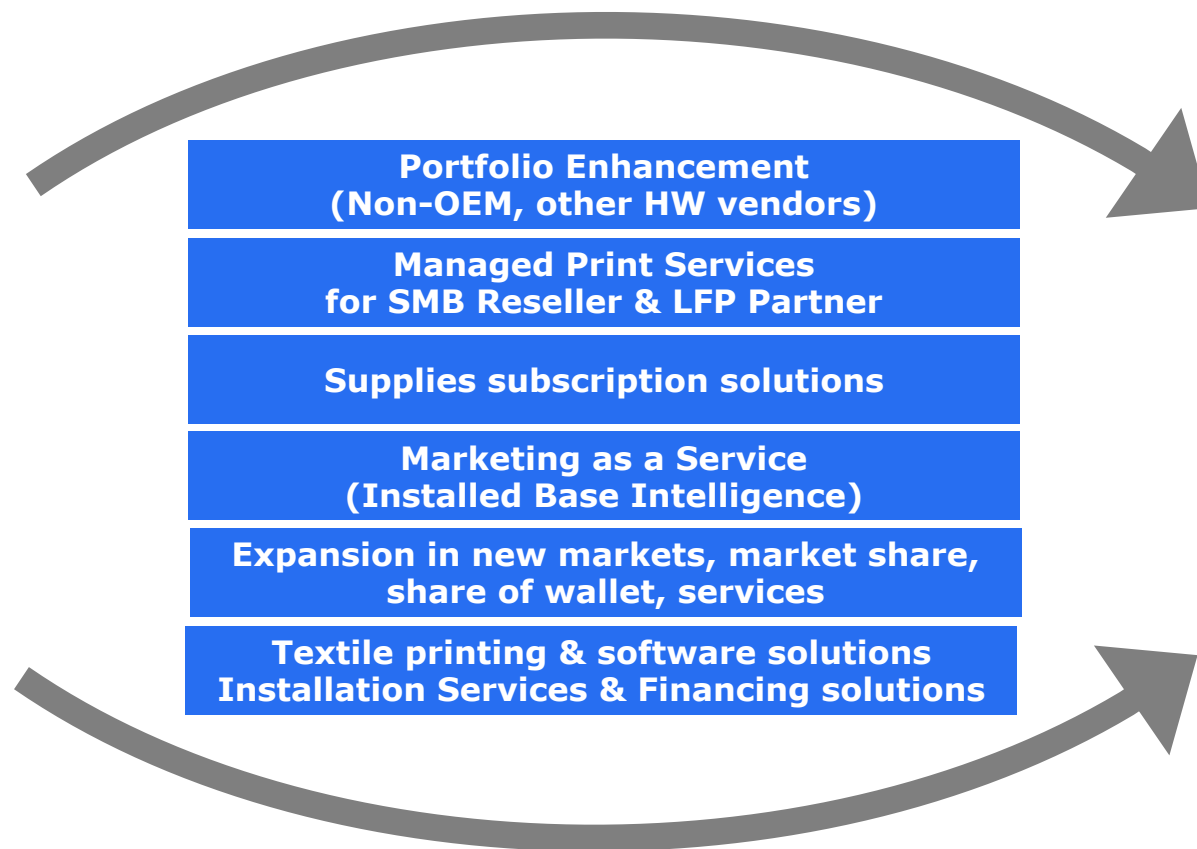 Portfolio Enhancement
(Non-OEM, other HW vendors)
Managed Print Services
for SMB Reseller & LFP Partner
Supplies subscription solutions
Marketing as a Service
(Installed Base Intelligence)
Expansion in new markets, market share,
share of wallet, services
Textile printing & software solutions
Installation Services & Financing solutions